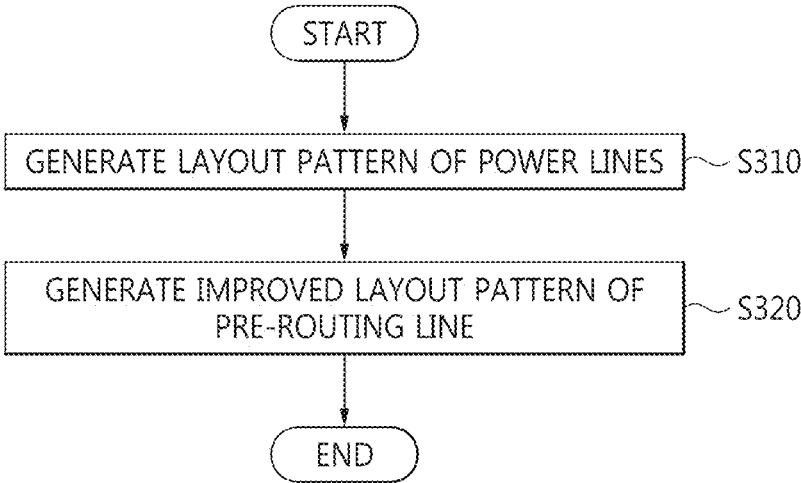 START
GENERATE LAYOUT PATTERN OF POWER LINES
S310
GENERATE IMPROVED LAYOUT PATTERN OF
PRE-ROUTING LINE
S320
END